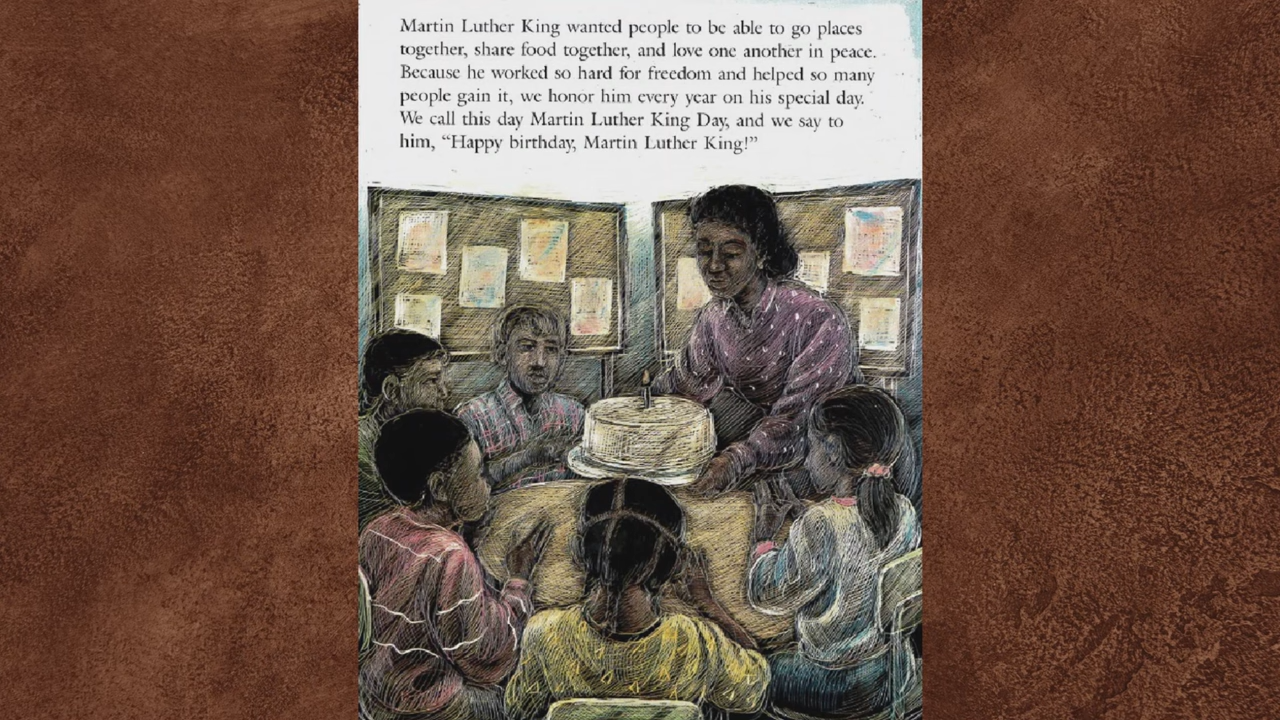 Martin Luther King wanted people to be able to go places
together, share food together, and love one another in peace.
Because he worked so hard for freedom and helped so many
people gain it, we honor him every year on his special day.
We call this day Martin Luther King Day, and we say to
him, “Happy birthday, Martin Luther King!”